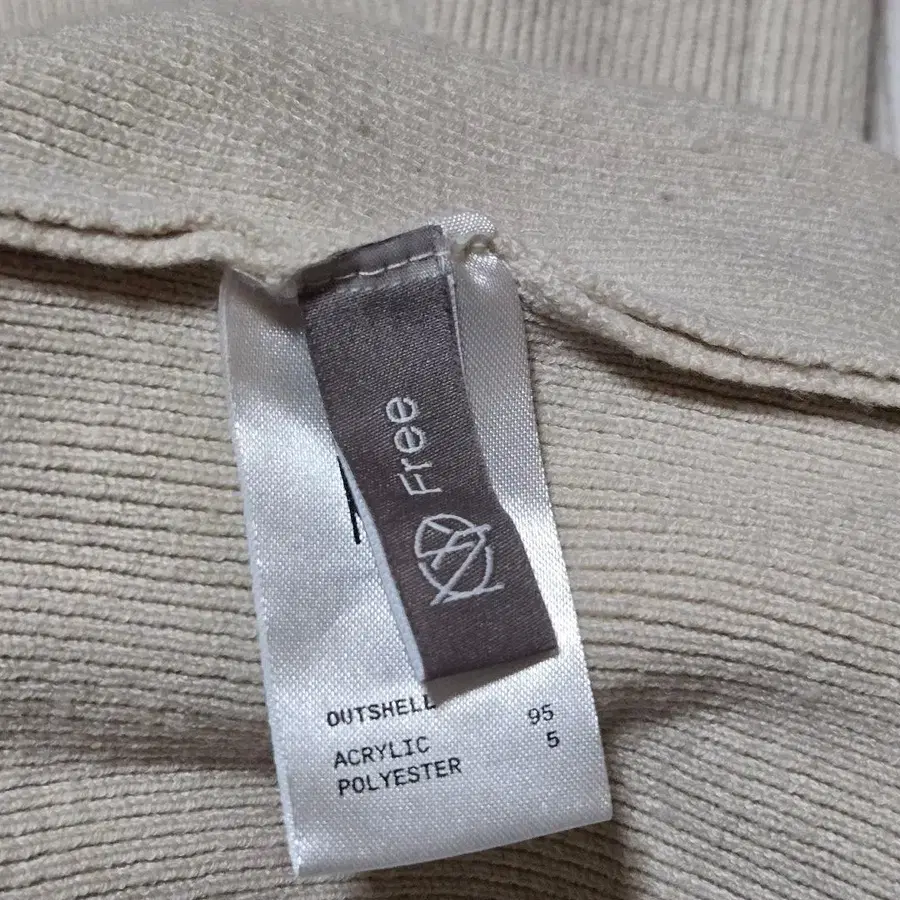 Free
OUTSHELL
ACRYLIC 95
POLYESTER 5